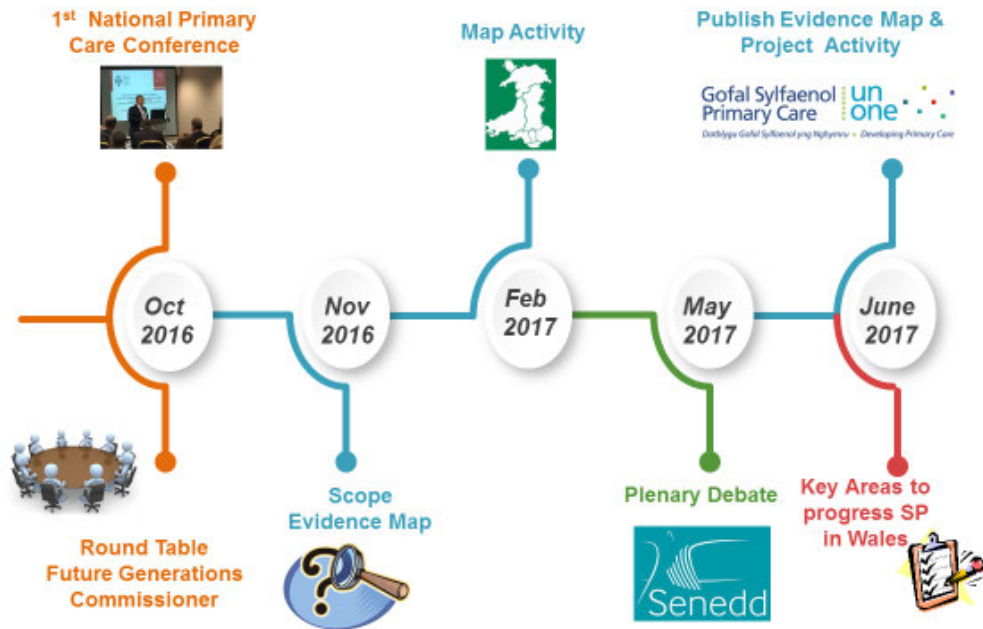 1st National Primary
Care Conference
Map Activity
Publish Evidence Map &
Project Activity
Gofal Sylfaenol
Primary Care
un
one
Datblygu Gofal Sylfaenol yng Nghymru • Developing Primary Care
Oct
2016
Nov
2016
Feb
2017
May
2017
June
2017
Round Table
Future Generations
Commissioner
Scope
Evidence Map
Plenary Debate
Senedd
Key Areas to
progress SP
in Wales